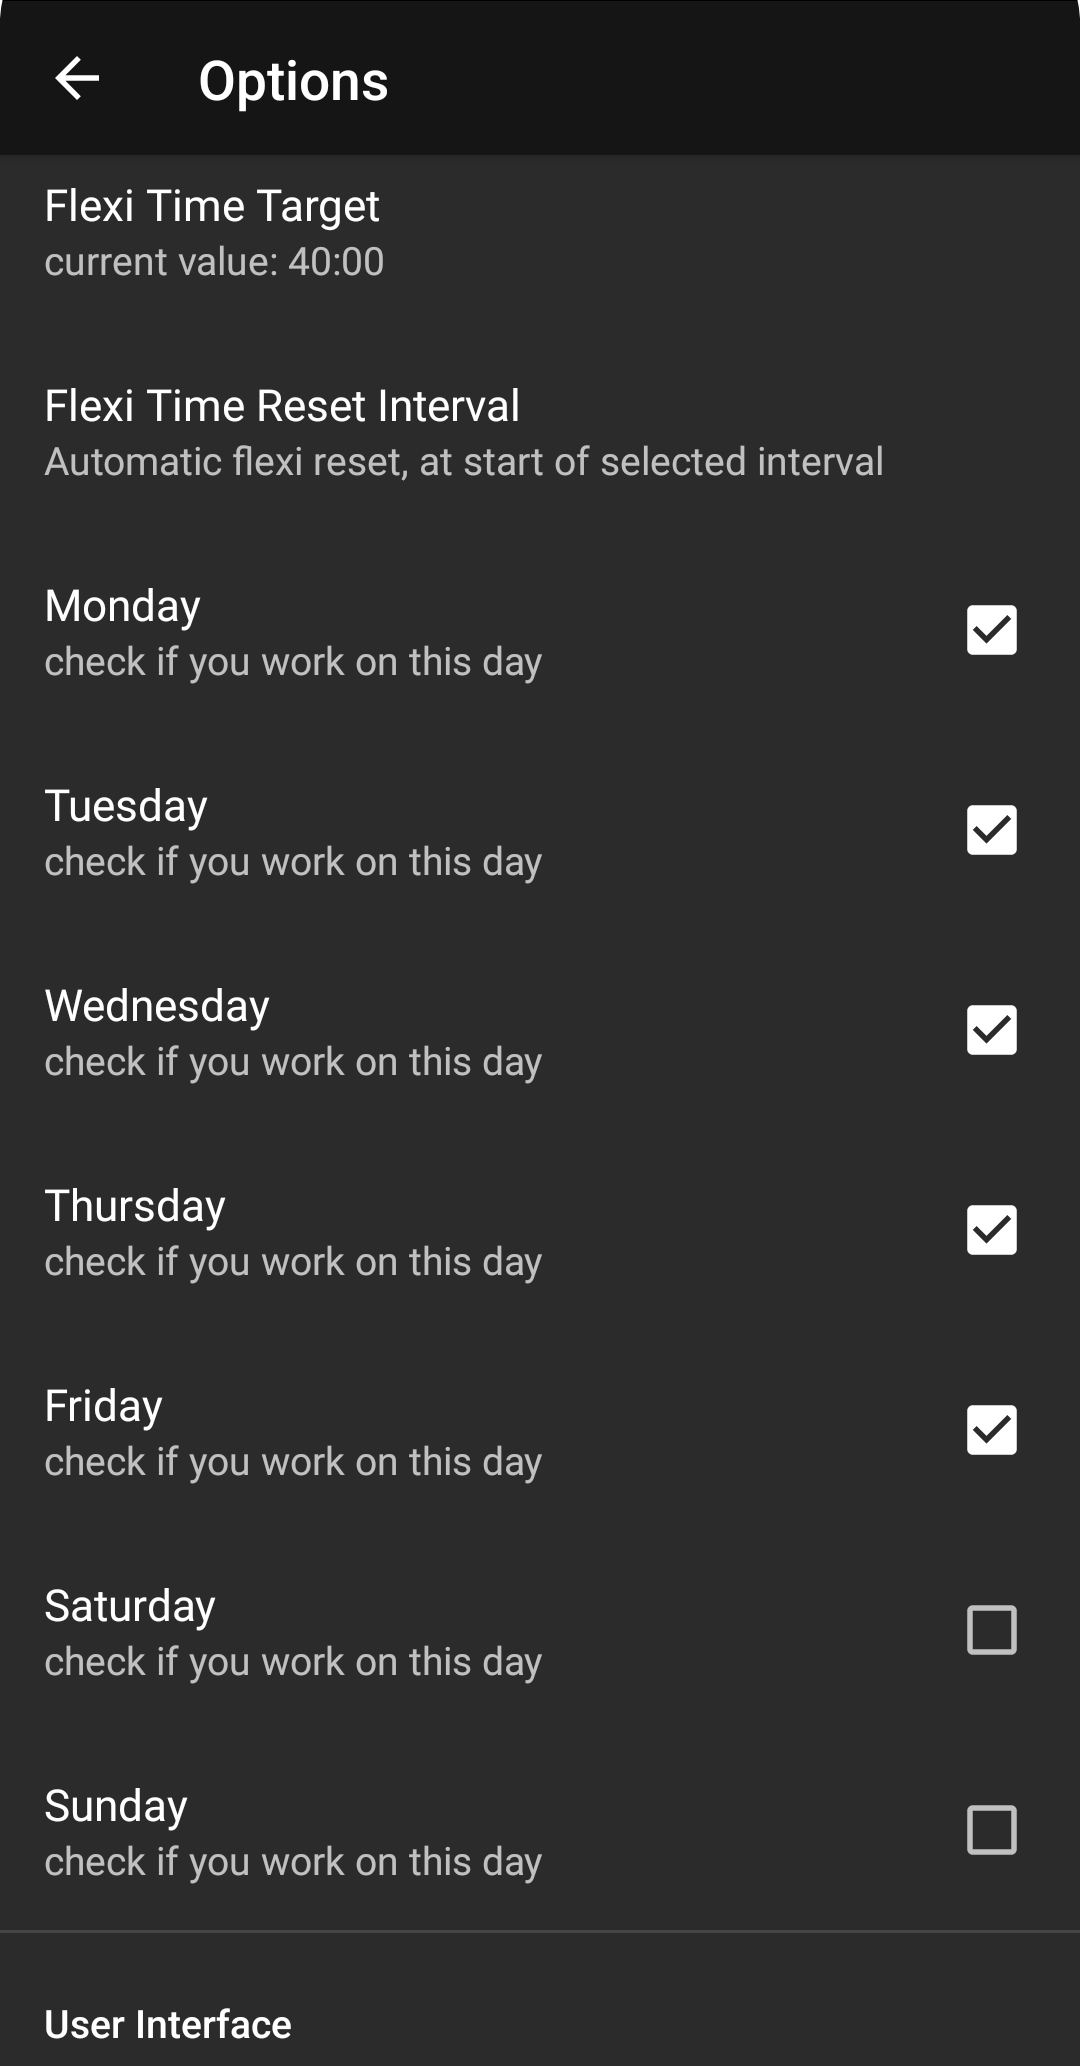 Options
Flexi Time Target
current value: 40:00
Flexi Time Reset Interval
Automatic flexi reset, at start of selected interval
Monday
check if you work on this day
Tuesday
check if you work on this day
Wednesday
check if you work on this day
Thursday
check if you work on this day
Friday
check if you work on this day
Saturday
check if you work on this day
Sunday
check if you work on this day
User Interface